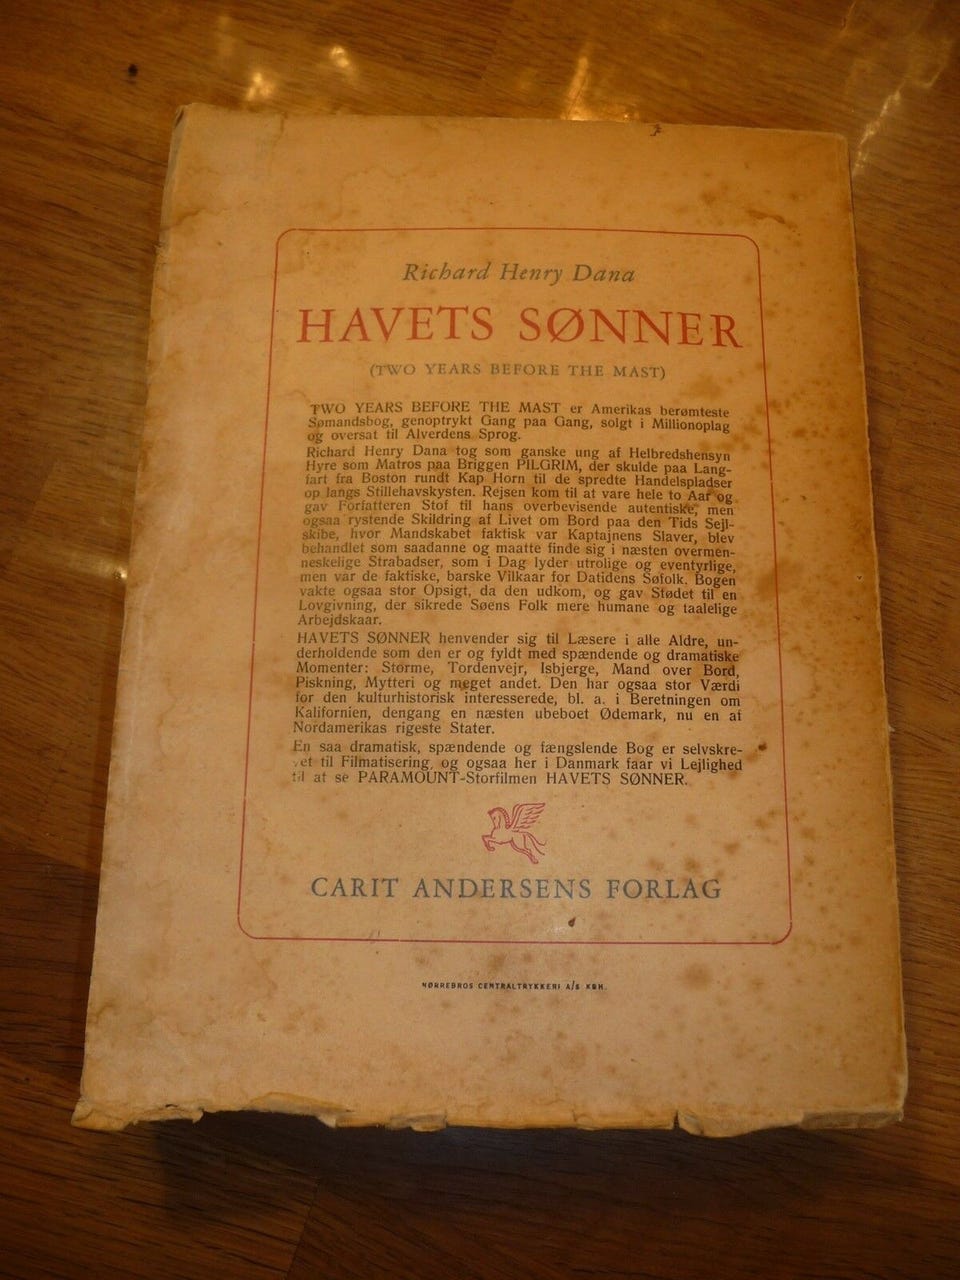 Richard Henry Dana
HAVETS SØNNER
(TWO YEARS BEFORE THE MAST)
TWO YEARS BEFORE THE MAST er Amerikas berømteste
Sømandsbog, genoptrykt Gang paa Gang, solgt i Millionoplag
og oversat til Alverdens Sprog.
Richard Henry Dana tog som ganske ung af Helbredshensyn
Hyre som Matros paa Briggen PILGRIM, der skulde paa Lang-
fart fra Boston rundt Kap Horn til de spredte Handelspladser
op langs Stillehavskysten. Rejsen kom til at vare hele to Aar og
gav Forfatteren Stof til hans overbevisende autentiske, men
ogsaa rystende Skildring af Livet om Bord paa den Tids Sejl-
skibe, hvor Mandskabet faktisk var Kaptajnens Slaver, blev
behandlet som saadanne og maatte finde sig i næsten overmen-
neskelige Strabadser, som i Dag lyder utrolige og eventyrlige,
men var de faktiske, barske Vilkaar for Datidens Søfolk. Bogen
vakte ogsaa stor Opsigt, da den udkom, og gav Stødet til en
Lovgivning, der sikrede Søens Folk mere humane og taalelige
Arbejdskaar.
HAVETS SØNNER henvender sig til Læsere i alle Aldre, un-
derholdende som den er og fyldt med spændende og dramatiske
Momenter: Storme, Tordenvejr, Isbjerge, Mand over Bord,
Piskning, Mytteri og meget andet. Den har ogsaa stor Værdi
for den kulturhistorisk interesserede, bl. a. i Beretningen om
Kalifornien, dengang en næsten ubeboet Ødemark, nu en af
Nordamerikas rigeste Stater.
En saa dramatisk, spændende og fængslende Bog er selvskre-
vet til Filmatisering, og ogsaa her i Danmark faar vi Lejlighed
til at se PARAMOUNT-Storfilmen HAVETS SØNNER.
CARIT ANDERSENS FORLAG
NØRREBROS CENTRALTRYKKERI A/S KBH.